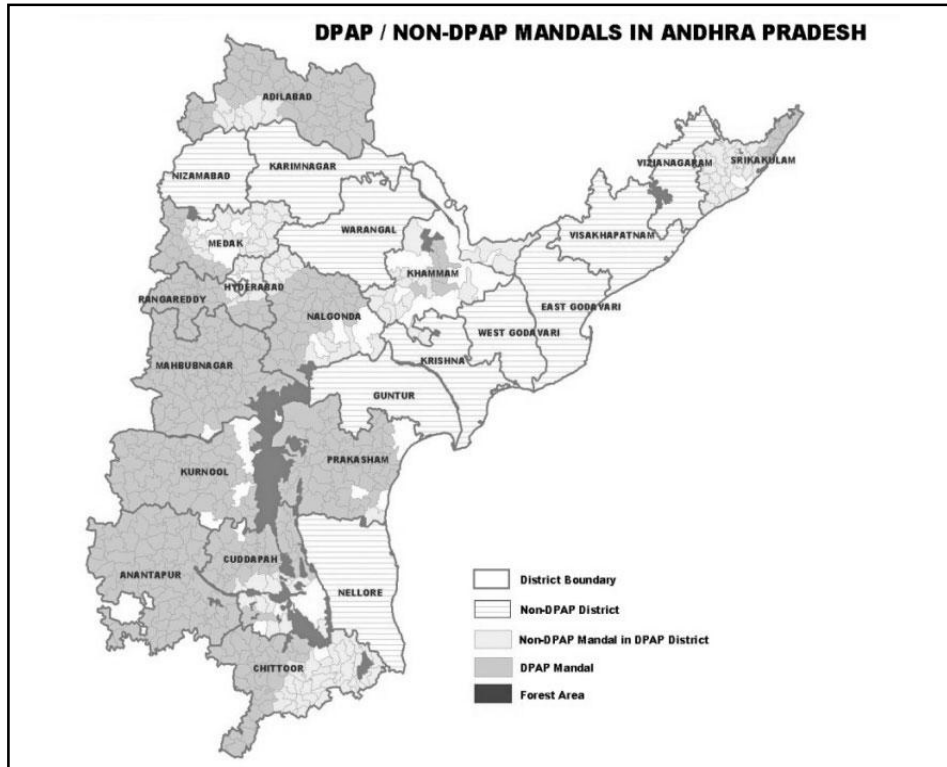 DPAP / NON-DPAP MANDALS IN ANDHRA PRADESH
ADILABAD
NIZAMABAD
KARIMNAGAR
VIZIANAGARAM
SRIKAKULAM
MEDAK
WARANGAL
VISAKHAPATNAM
KHAMMAM
HYDERABAD
RANGAREDDY
NALGONDA
EAST GODAVARI
WEST GODAVARI
KRISHNA
MAHBUBNAGAR
GUNTUR
KURNOOL
PRAKASHAM
CUDDAPAH
ANANTAPUR
NELLORE
CHITTOOR
District Boundary
Non-DPAP District
Non-DPAP Mandal in DPAP District
DPAP Mandal
Forest Area